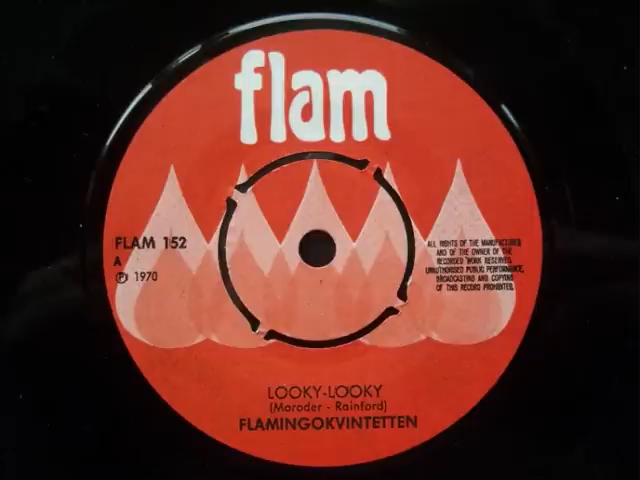 flam
FLAM 152
A
℗ 1970
ALL RIGHTS OF THE MANUFACTURER
AND OF THE OWNER OF THE
RECORDED WORK RESERVED.
UNAUTHORISED PUBLIC PERFORMANCE,
BROADCASTING AND COPYING
OF THIS RECORD PROHIBITED.
LOOKY-LOOKY
(Moroder - Rainford)
FLAMINGOKVINTETTEN